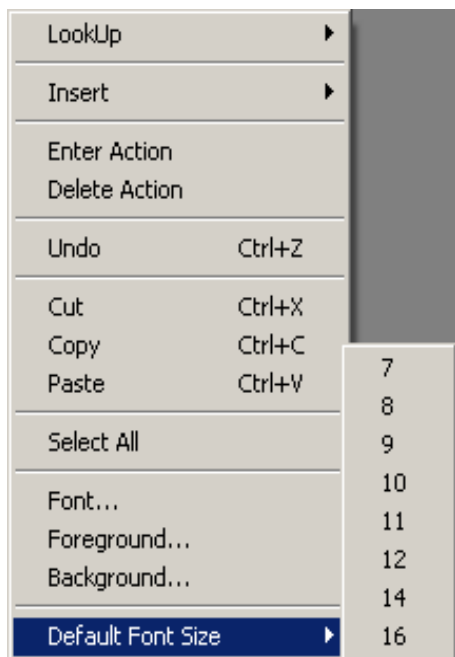 LookUp
Insert
Enter Action
Delete Action
Undo Ctrl+Z
Cut Ctrl+X
Copy Ctrl+C
Paste Ctrl+V
Select All
Font...
Foreground...
Background...
Default Font Size
7
8
9
10
11
12
14
16